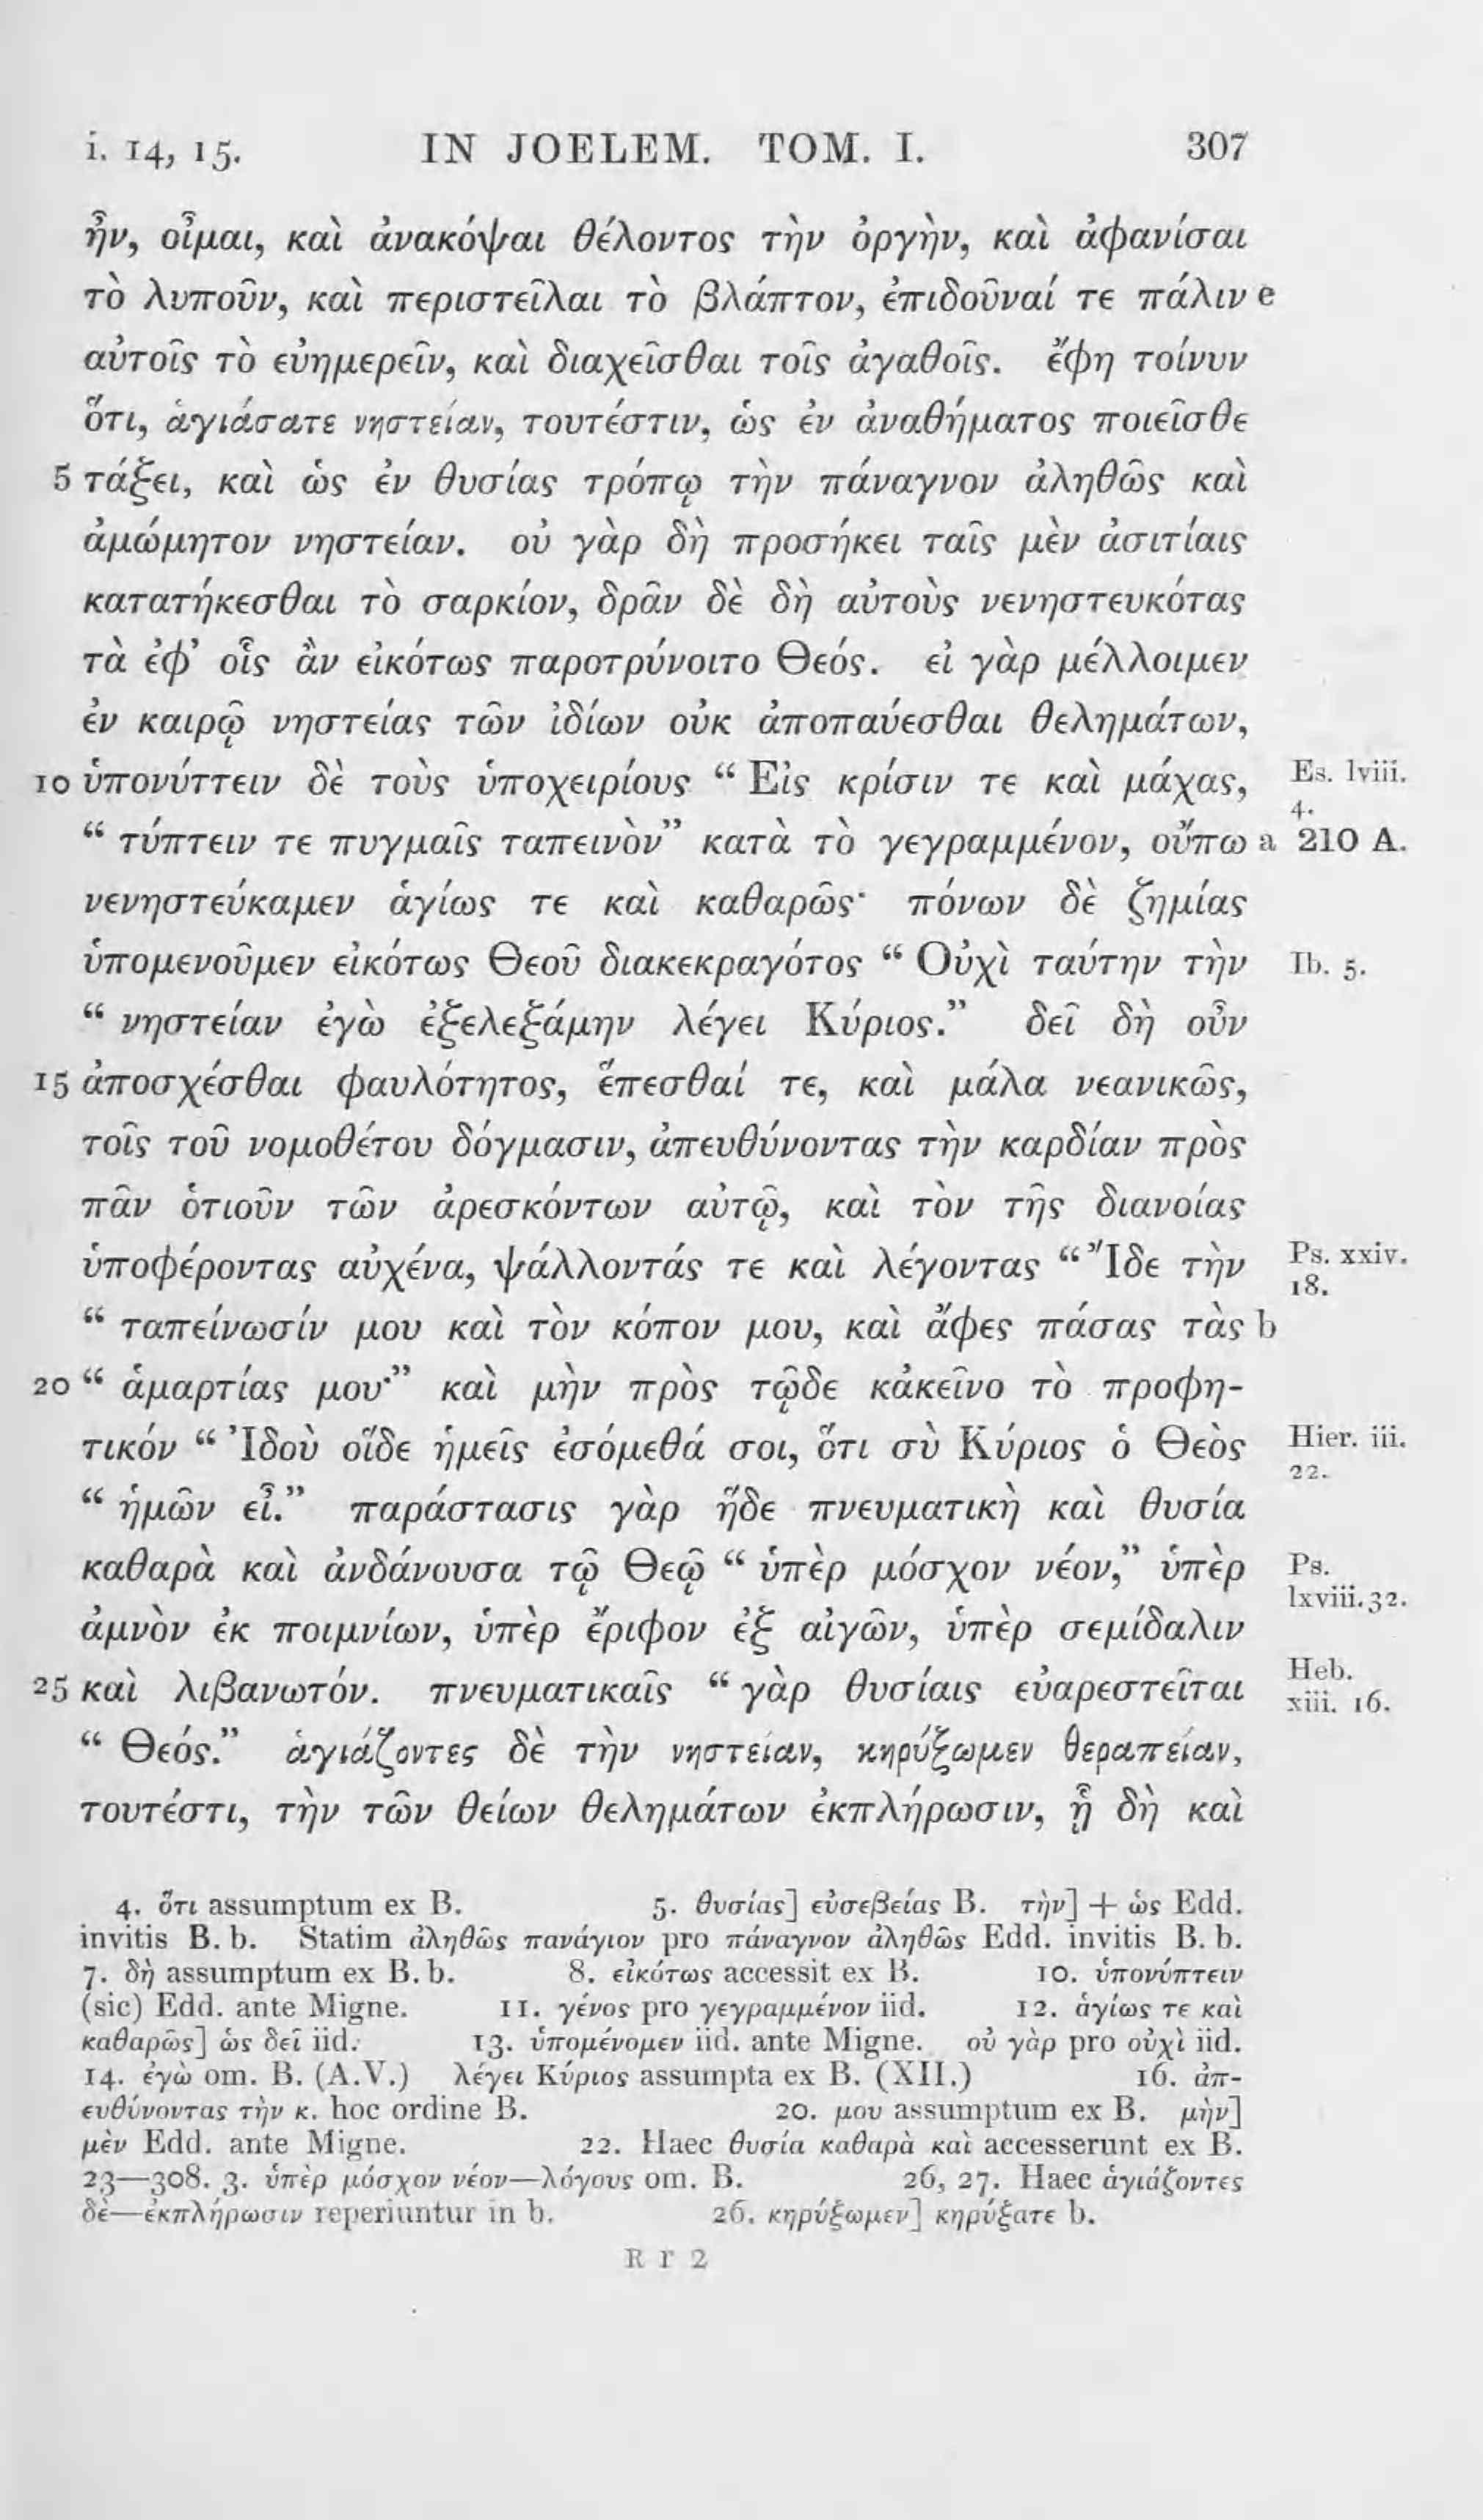 i. 14, 15. IN JOELEM. TOM. I. 307
ἦν, οἶμαι, καὶ ἀνακόψαι θέλοντος τὴν ὀργὴν, καὶ ἀφανίσαι
τὸ λυποῦν, καὶ περιστεῖλαι τὸ βλάπτον, ἐπιδοῦναί τε πάλιν e
αὐτοῖς τὸ εὐημερεῖν, καὶ διαχεῖσθαι τοῖς ἀγαθοῖς. ἔφη τοίνυν
ὅτι, ἁγιάσατε νηστείαν, τουτέστιν, ὡς ἐν ἀναθήματος ποιεῖσθε
5 τάξει, καὶ ὡς ἐν θυσίας τρόπῳ τὴν πάναγνον ἀληθῶς καὶ
ἀμώμητον νηστείαν. οὐ γὰρ δὴ προσήκει ταῖς μὲν ἀσιτίαις
κατατήκεσθαι τὸ σαρκίον, δρᾶν δὲ δὴ αὐτοὺς νενηστευκότας
τὰ ἐφ’ οἷς ἂν εἰκότως παροτρύνοιτο Θεός. εἰ γὰρ μέλλοιμεν
ἐν καιρῷ νηστείας τῶν ἰδίων οὐκ ἀποπαύεσθαι θελημάτων,
10 ὑπονύττειν δὲ τοὺς ὑποχειρίους “ Εἰς κρίσιν τε καὶ μάχας, Es. lviii. 4.
“ τύπτειν τε πυγμαῖς ταπεινὸν” κατὰ τὸ γεγραμμένον, οὔπω a 210 A.
νενηστεύκαμεν ἁγίως τε καὶ καθαρῶς· πόνων δὲ ζημίας
ὑπομενοῦμεν εἰκότως Θεοῦ διακεκραγότος “ Οὐχὶ ταύτην τὴν Ib. 5.
“ νηστείαν ἐγὼ ἐξελεξάμην λέγει Κύριος.” δεῖ δὴ οὖν
15 ἀποσχέσθαι φαυλότητος, ἕπεσθαί τε, καὶ μάλα νεανικῶς,
τοῖς τοῦ νομοθέτου δόγμασιν, ἀπευθύνοντας τὴν καρδίαν πρὸς
πᾶν ὁτιοῦν τῶν ἀρεσκόντων αὐτῷ, καὶ τὸν τῆς διανοίας
ὑποφέροντας αὐχένα, ψάλλοντάς τε καὶ λέγοντας “ Ἴδε τὴν Ps. xxiv. 18.
“ ταπείνωσίν μου καὶ τὸν κόπον μου, καὶ ἄφες πάσας τὰς b
20 “ ἁμαρτίας μου·” καὶ μὴν πρὸς τῷδε κἀκεῖνο τὸ προφη-
τικόν “ Ἰδοὺ οἵδε ἡμεῖς ἐσόμεθά σοι, ὅτι σὺ Κύριος ὁ Θεὸς Hier. iii. 22.
“ ἡμῶν εἶ.” παράστασις γὰρ ἥδε πνευματικὴ καὶ θυσία
καθαρὰ καὶ ἀνδάνουσα τῷ Θεῷ “ ὑπὲρ μόσχον νέον,” ὑπὲρ Ps. lxviii. 32.
ἀμνὸν ἐκ ποιμνίων, ὑπὲρ ἔριφον ἐξ αἰγῶν, ὑπὲρ σεμίδαλιν
25 καὶ λιβανωτόν. πνευματικαῖς “ γὰρ θυσίαις εὐαρεστεῖται Heb. xiii. 16.
“ Θεός.” ἁγιάζοντες δὲ τὴν νηστείαν, κηρύξωμεν θεραπείαν,
τουτέστι, τὴν τῶν θείων θελημάτων ἐκπλήρωσιν, ᾗ δὴ καὶ
4. ὅτι assumptum ex B. 5. θυσίας] εὐσεβείας B. τὴν] + ὡς Edd.
invitis B. b. Statim ἀληθῶς πανάγιον pro πάναγνον ἀληθῶς Edd. invitis B. b.
7. δὴ assumptum ex B. b. 8. εἰκότως accessit ex B. 10. ὑπονύπτειν
(sic) Edd. ante Migne. 11. γένος pro γεγραμμένον iid. 12. ἁγίως τε καὶ
καθαρῶς] ὡς δεῖ iid. 13. ὑπομένομεν iid. ante Migne. οὐ γὰρ pro οὐχὶ iid.
14. ἐγὼ om. B. (A.V.) λέγει Κύριος assumpta ex B. (XII.) 16. ἀπ-
ευθύνοντας τὴν κ. hoc ordine B. 20. μου assumptum ex B. μὴν]
μὲν Edd. ante Migne. 22. Haec θυσία καθαρὰ καὶ accesserunt ex B.
23—308. 3. ὑπὲρ μόσχον νέον—λόγους om. B. 26, 27. Haec ἁγιάζοντες
δὲ—ἐκπλήρωσιν reperiuntur in b. 26. κηρύξωμεν] κηρύξατε b.
R r 2